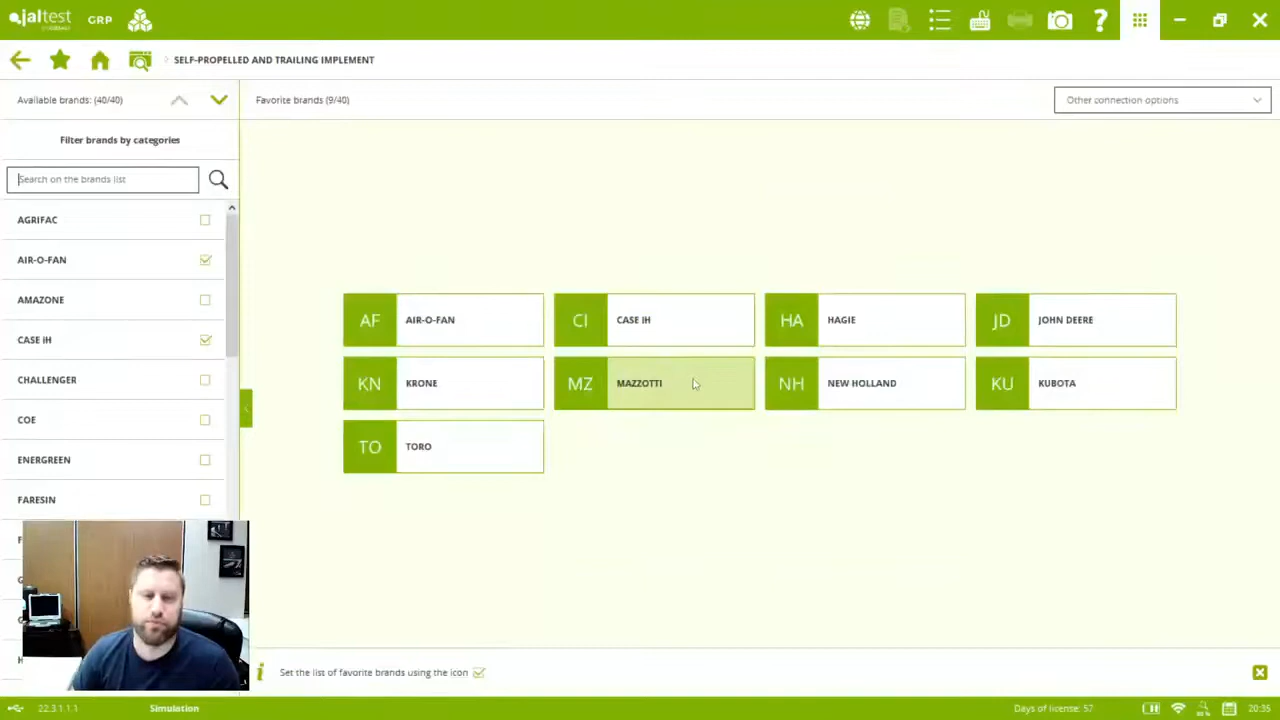 jaltest GRP
SELF-PROPELLED AND TRAILING IMPLEMENT
Available brands: (40/40)
Favorite brands (9/40)
Other connection options
Filter brands by categories
Search on the brands list
AGRIFAC
AIR-O-FAN
AMAZONE
CASE IH
CHALLENGER
COE
ENERGREEN
FARESIN
AF AIR-O-FAN
CI CASE IH
HA HAGIE
JD JOHN DEERE
KN KRONE
MZ MAZZOTTI
NH NEW HOLLAND
KU KUBOTA
TO TORO
Set the list of favorite brands using the icon
22.3.1.1.1
Simulation
Days of license: 57
20:35